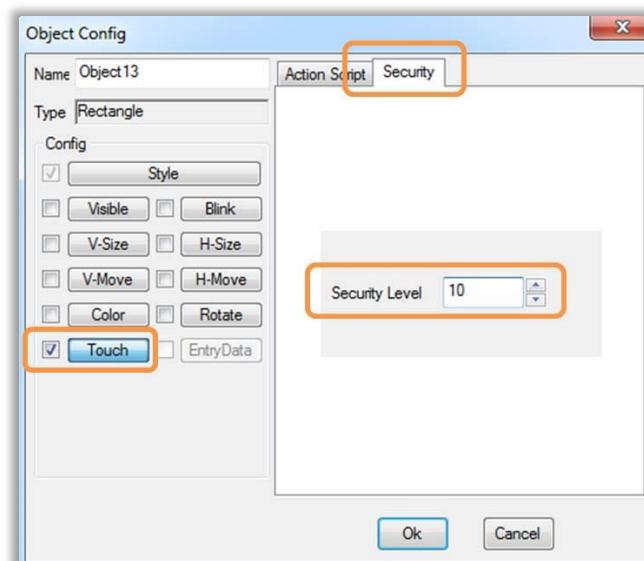 Object Config
Name Object13
Type Rectangle
Config
Style
Visible Blink
V-Size H-Size
V-Move H-Move
Color Rotate
Touch EntryData
Action Script Security
Security Level 10
Ok Cancel